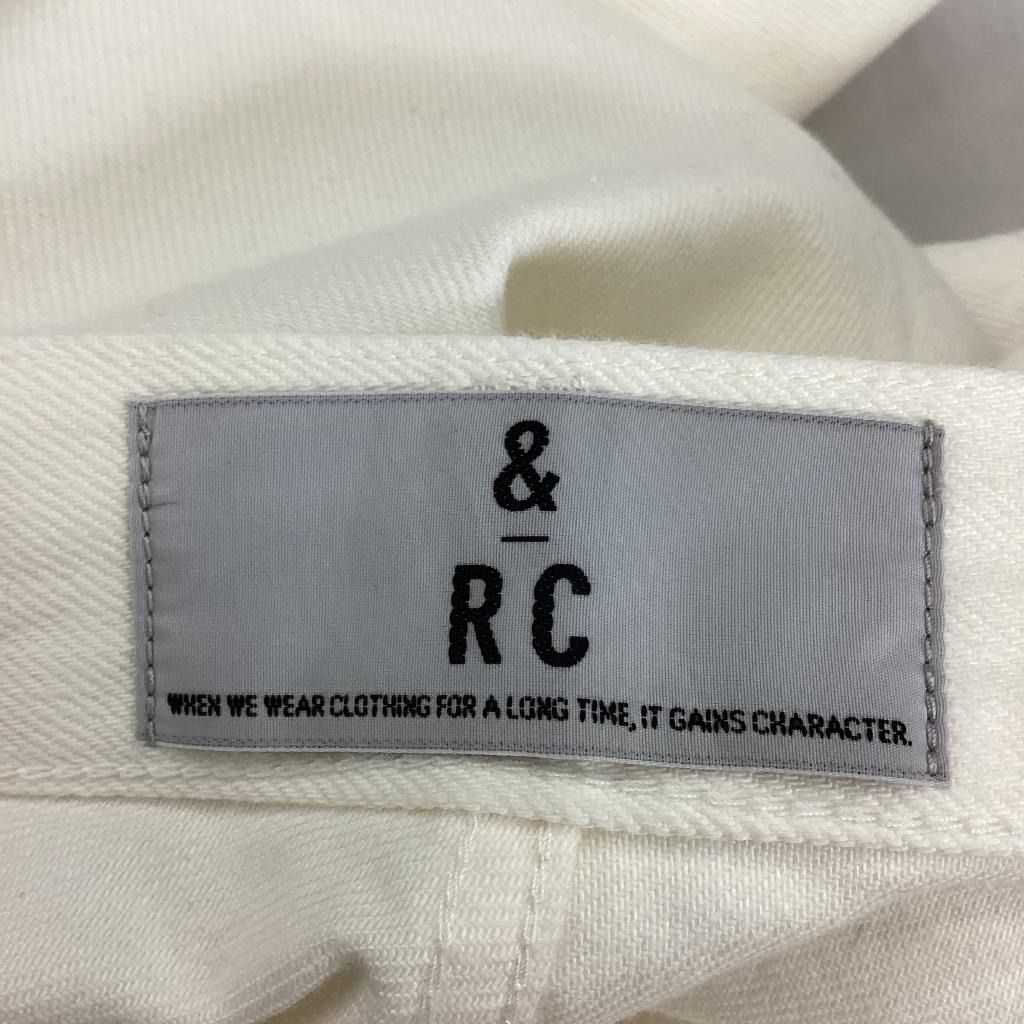 &
RC
WHEN WE WEAR CLOTHING FOR A LONG TIME, IT GAINS CHARACTER.